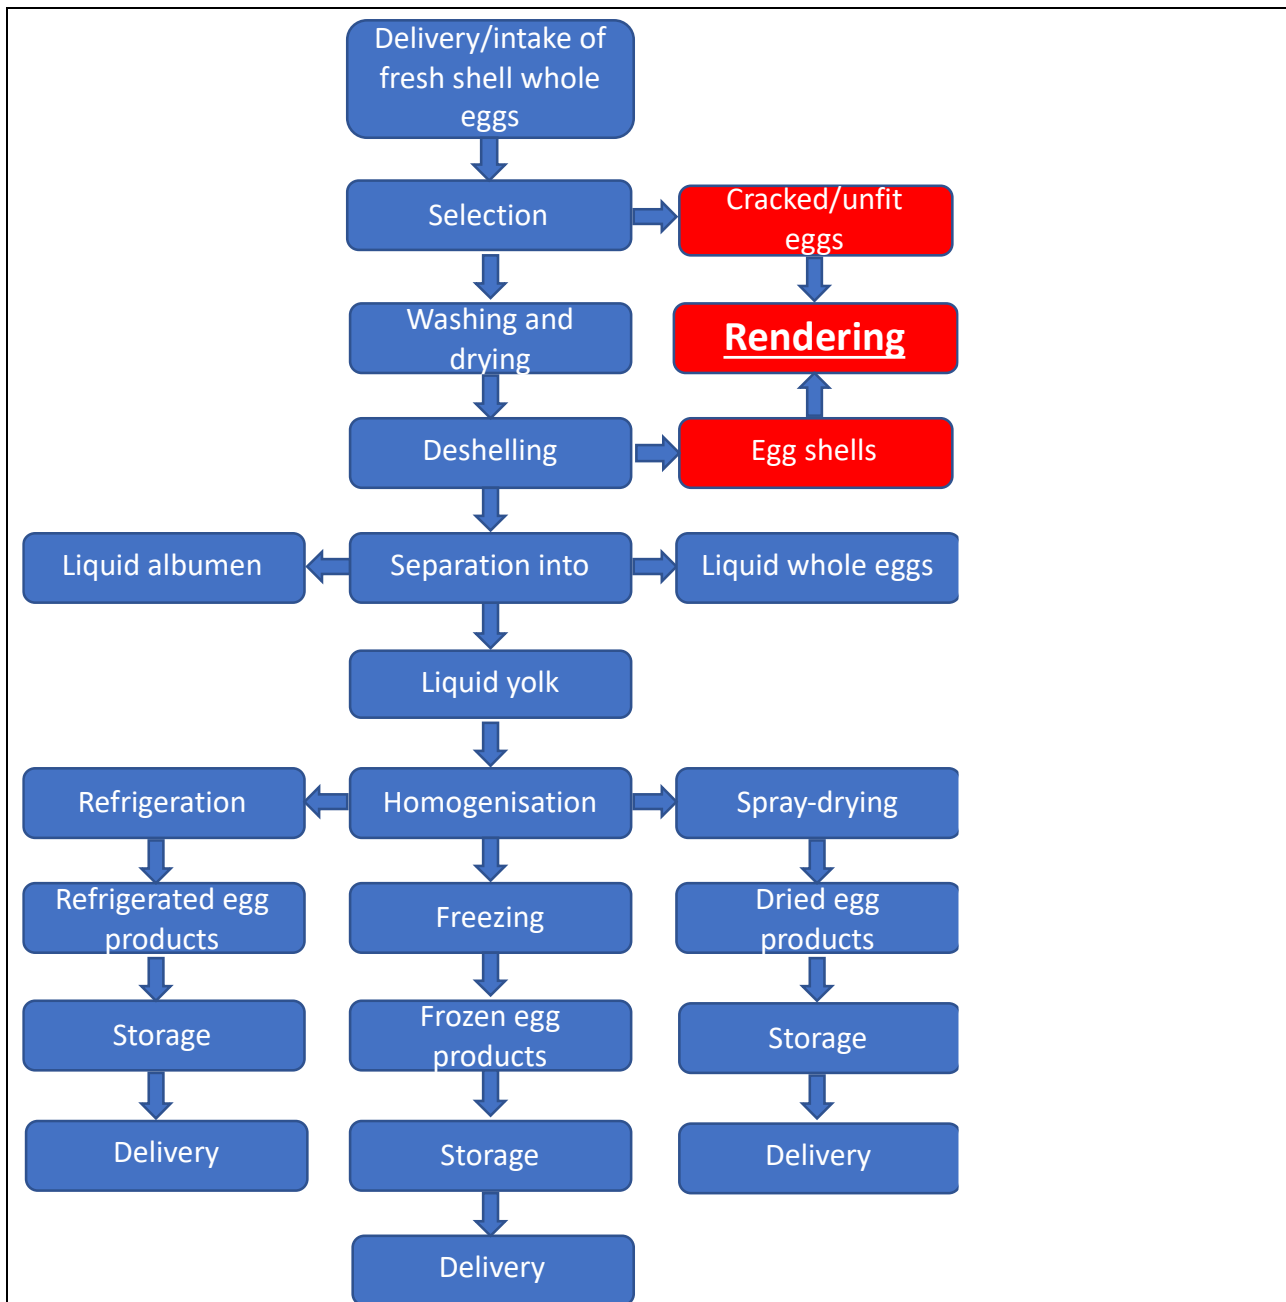 Delivery/intake of
fresh shell whole
eggs
Selection
Cracked/unfit
eggs
Washing and
drying
Rendering
Deshelling
Egg shells
Liquid albumen
Separation into
Liquid whole eggs
Liquid yolk
Refrigeration
Homogenisation
Spray-drying
Refrigerated egg
products
Freezing
Dried egg
products
Storage
Frozen egg
products
Storage
Delivery
Storage
Delivery
Delivery